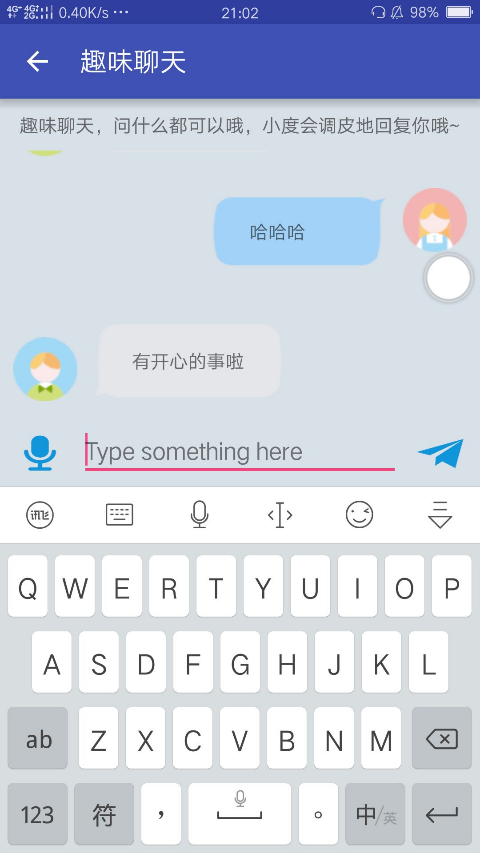 4G 4G 2G 0.40K/s ··· 21:02 98%
趣味聊天
趣味聊天，问什么都可以哦，小度会调皮地回复你哦~
哈哈哈
有开心的事啦
Type something here
Q W E R T Y U I O P
A S D F G H J K L
ab Z X C V B N M
123 符 ， 。 中/英